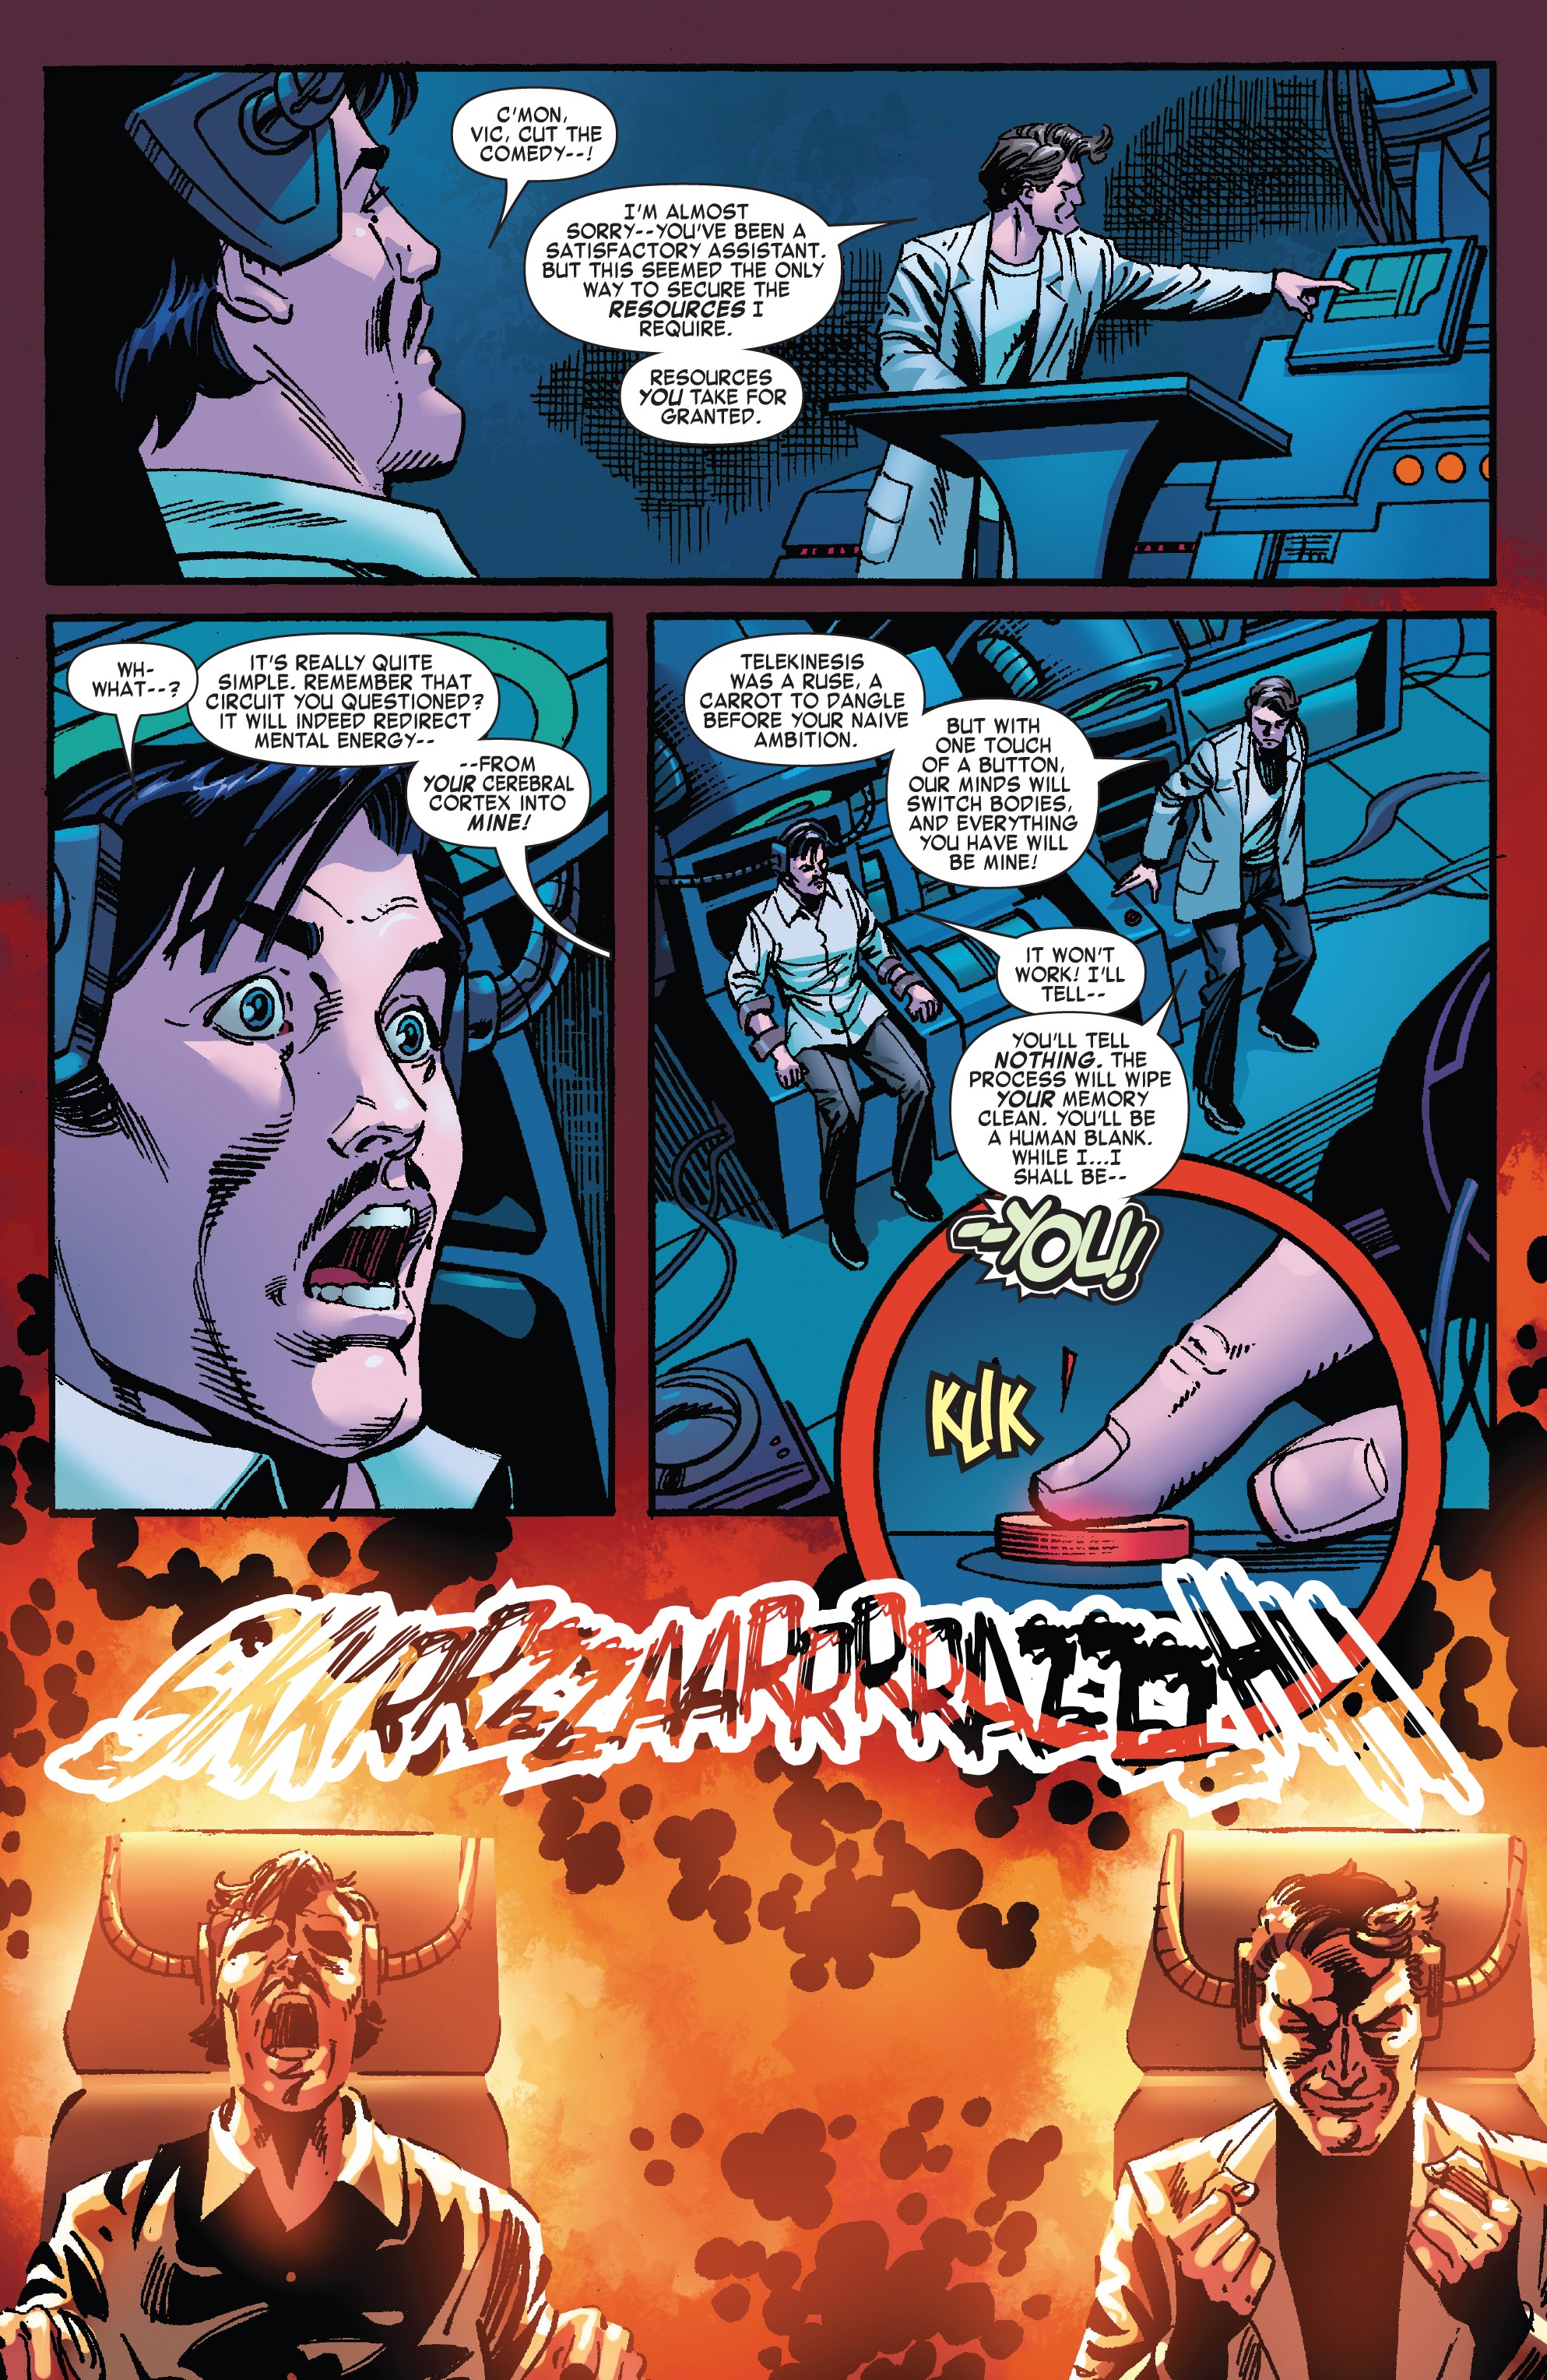 C'MON,
VIC, CUT THE
COMEDY--!
I'M ALMOST
SORRY--YOU'VE BEEN A
SATISFACTORY ASSISTANT.
BUT THIS SEEMED THE ONLY
WAY TO SECURE THE
RESOURCES I
REQUIRE.
RESOURCES
YOU TAKE FOR
GRANTED.
WH-
WHAT--?
IT'S REALLY QUITE
SIMPLE. REMEMBER THAT
CIRCUIT YOU QUESTIONED?
IT WILL INDEED REDIRECT
MENTAL ENERGY--
--FROM
YOUR CEREBRAL
CORTEX INTO
MINE!
TELEKINESIS
WAS A RUSE, A
CARROT TO DANGLE
BEFORE YOUR NAIVE
AMBITION.
BUT WITH
ONE TOUCH
OF A BUTTON,
OUR MINDS WILL
SWITCH BODIES,
AND EVERYTHING
YOU HAVE WILL
BE MINE!
IT WON'T
WORK! I'LL
TELL--
YOU'LL TELL
NOTHING. THE
PROCESS WILL WIPE
YOUR MEMORY
CLEAN. YOU'LL BE
A HUMAN BLANK.
WHILE I...I
SHALL BE--
--YOU!
KLIK